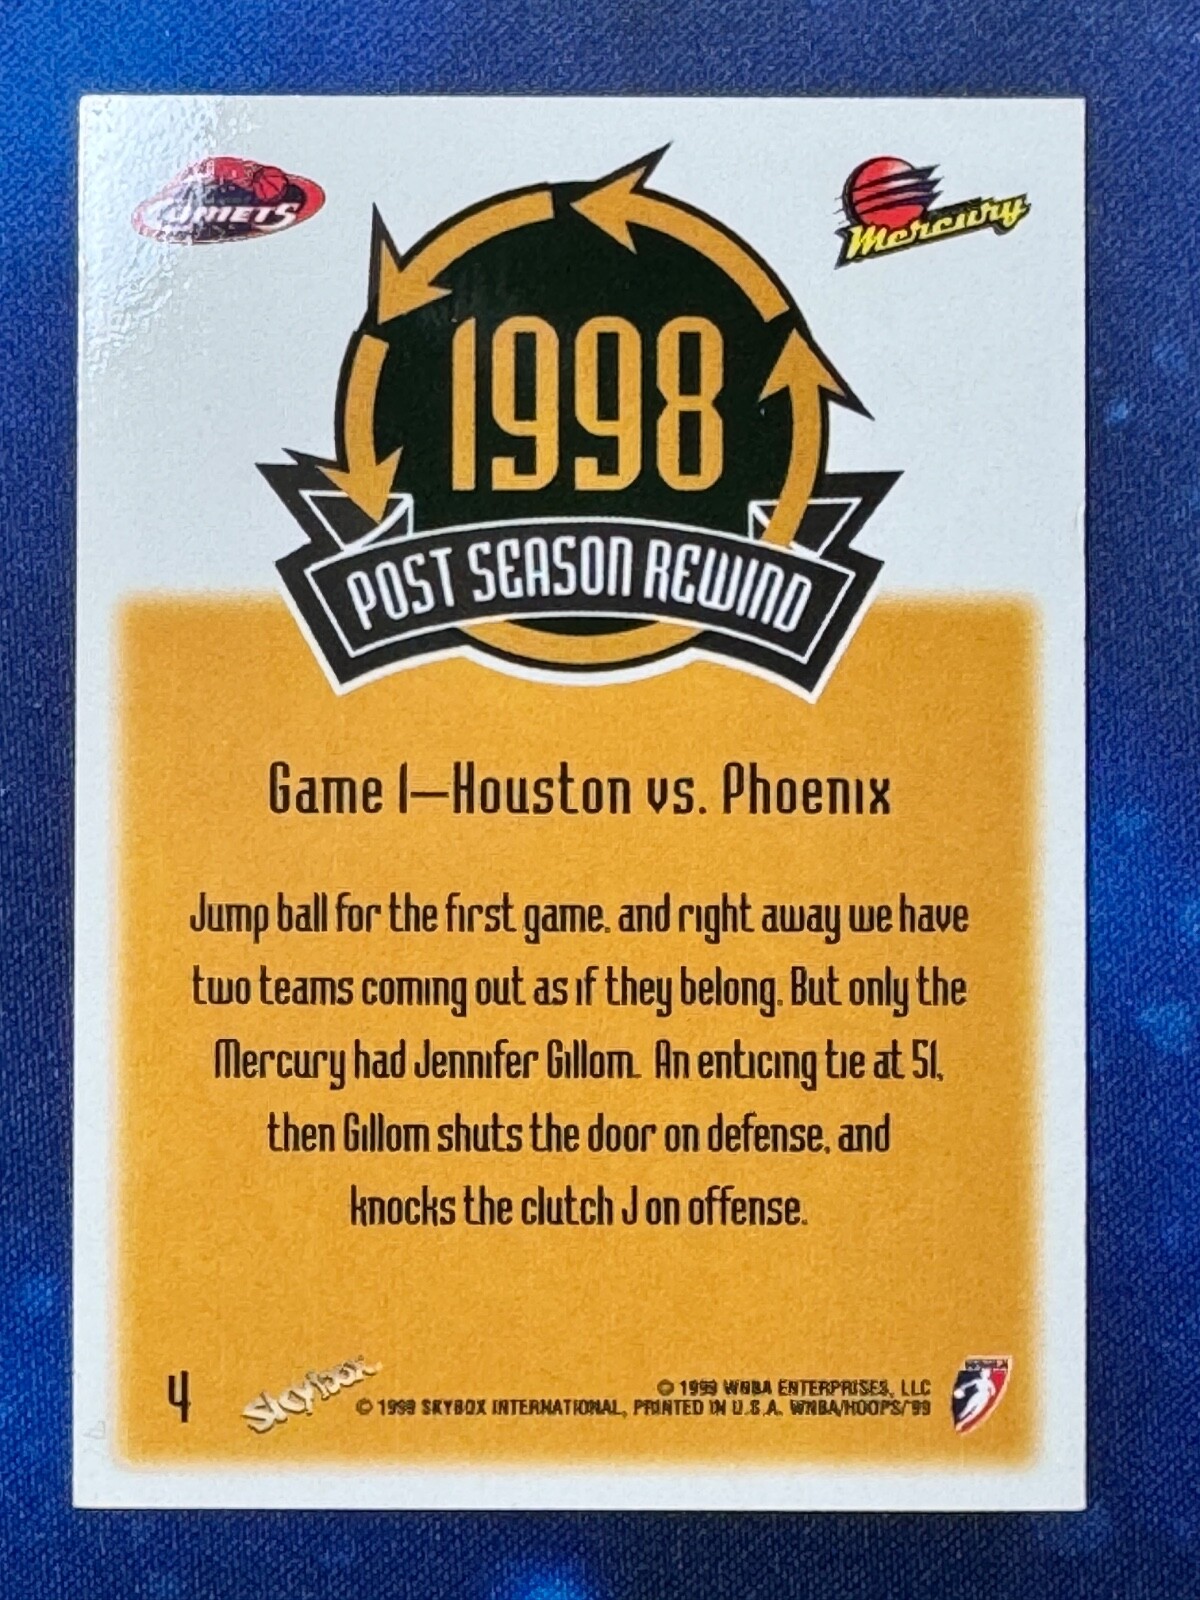 COMETS
Mercury
1998
POST SEASON REWIND
Game 1—Houston vs. Phoenix
Jump ball for the first game, and right away we have
two teams coming out as if they belong. But only the
Mercury had Jennifer Gillom. An enticing tie at 51,
then Gillom shuts the door on defense, and
knocks the clutch J on offense.
4
SkyBox
© 1999 WNBA ENTERPRISES, LLC
© 1999 SKYBOX INTERNATIONAL, PRINTED IN U.S.A. WNBA/HOOPS/'99